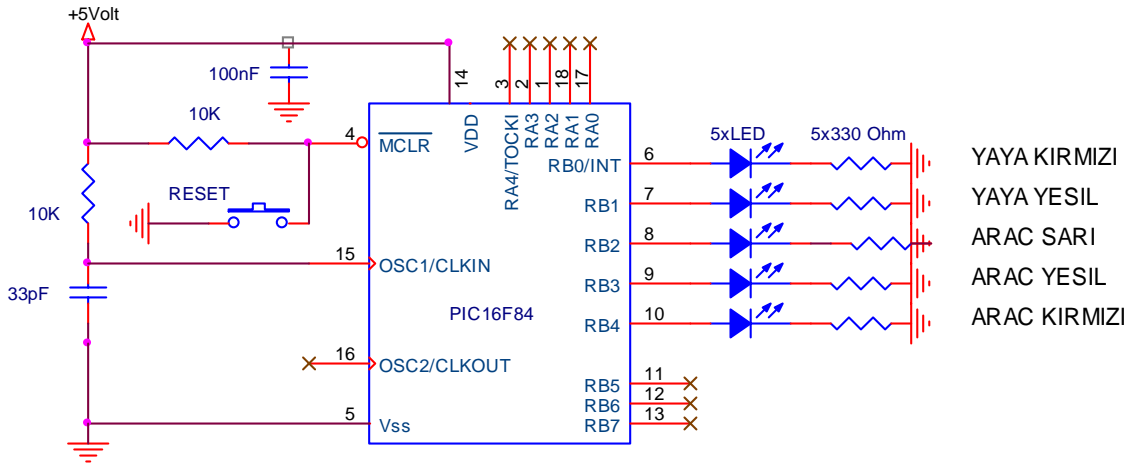 +5Volt
100nF
10K
RESET
10K
33pF
14
VDD
3
2
1
18
17
RA4/TOCKI
RA3
RA2
RA1
RA0
4
MCLR
15
OSC1/CLKIN
PIC16F84
16
OSC2/CLKOUT
5
Vss
5xLED
5x330 Ohm
RB0/INT
6
YAYA KIRMIZI
RB1
7
YAYA YESIL
RB2
8
ARAC SARI
RB3
9
ARAC YESIL
RB4
10
ARAC KIRMIZI
RB5
11
RB6
12
RB7
13